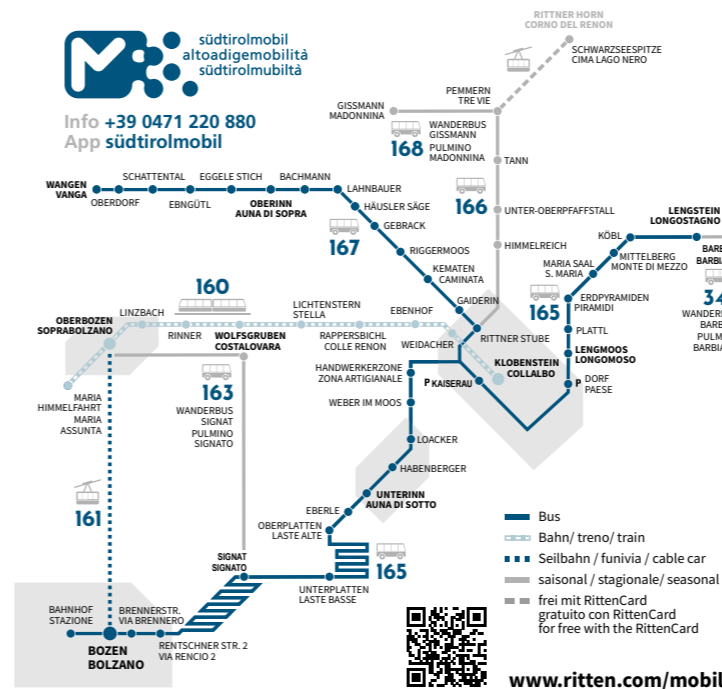 südtirolmobil
altoadigemobilità
südtirolmubiltà
Info +39 0471 220 880
App südtirolmobil
RITTNER HORN
CORNO DEL RENON
SCHWARZSEESPITZE
CIMA LAGO NERO
PEMMERN
TRE VIE
GISSMANN
MADONNINA
168
WANDERBUS
GISSMANN
PULMINO
MADONNINA
TANN
166
UNTER-OBERPFAFFSTALL
HIMMELREICH
WANGEN
VANGA
OBERDORF
SCHATTENTAL
EBNGÜTL
EGGELE STICH
OBERINN
AUNA DI SOPRA
BACHMANN
LAHNBAUER
HÄUSLER SÄGE
GEBRACK
167
RIGGERMOOS
KEMATEN
CAMINATA
GAIDERIN
RITTNER STUBE
LENGSTEIN
LONGOSTAGNO
KÖBL
MITTELBERG
MONTE DI MEZZO
MARIA SAAL
S. MARIA
165
ERDPYRAMIDEN
PIRAMIDI
PLATTL
LENGMOOS
LONGOMOSO
P DORF
PAESE
BARB
BARBIA
34
WANDER
BARB
PULM
BARBIA
160
OBERBOZEN
SOPRABOLZANO
LINZBACH
RINNER
WOLFSGRUBEN
COSTALOVARA
LICHTENSTERN
STELLA
RAPPERSBICHL
COLLE RENON
EBENHOF
WEIDACHER
KLOBENSTEIN
COLLALBO
MARIA
HIMMELFAHRT
MARIA
ASSUNTA
163
WANDERBUS
SIGNAT
PULMINO
SIGNATO
HANDWERKERZONE
ZONA ARTIGIANALE
P KAISERAU
WEBER IM MOOS
LOACKER
HABENBERGER
UNTERINN
AUNA DI SOTTO
EBERLE
OBERPLATTEN
LASTE ALTE
165
UNTERPLATTEN
LASTE BASSE
161
SIGNAT
SIGNATO
BAHNHOF
STAZIONE
BRENNERSTR.
VIA BRENNERO
BOZEN
BOLZANO
RENTSCHNER STR. 2
VIA RENCIO 2
Bus
Bahn/ treno/ train
Seilbahn / funivia / cable car
saisonal / stagionale/ seasonal
frei mit RittenCard
gratuito con RittenCard
for free with the RittenCard
www.ritten.com/mobil